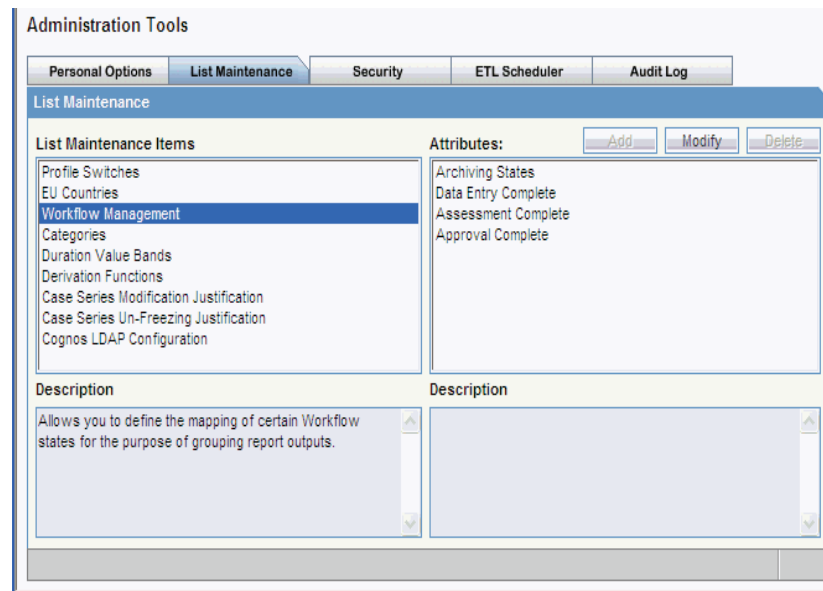 Administration Tools
Personal Options List Maintenance Security ETL Scheduler Audit Log
List Maintenance
List Maintenance Items
Attributes: Add Modify Delete
Profile Switches
EU Countries
Workflow Management
Categories
Duration Value Bands
Derivation Functions
Case Series Modification Justification
Case Series Un-Freezing Justification
Cognos LDAP Configuration
Archiving States
Data Entry Complete
Assessment Complete
Approval Complete
Description
Allows you to define the mapping of certain Workflow
states for the purpose of grouping report outputs.
Description